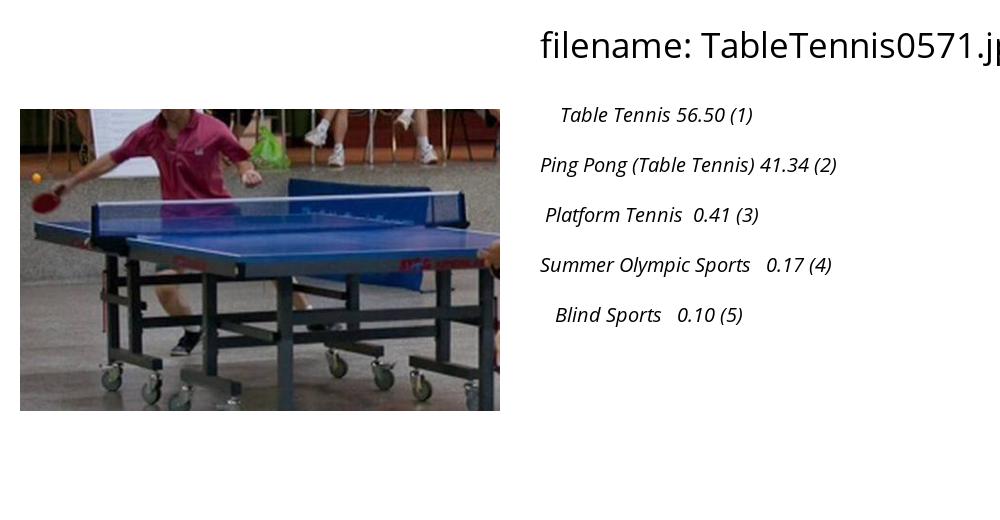 filename: TableTennis0571.j
Table Tennis 56.50 (1)
Ping Pong (Table Tennis) 41.34 (2)
Platform Tennis 0.41 (3)
Summer Olympic Sports 0.17 (4)
Blind Sports 0.10 (5)